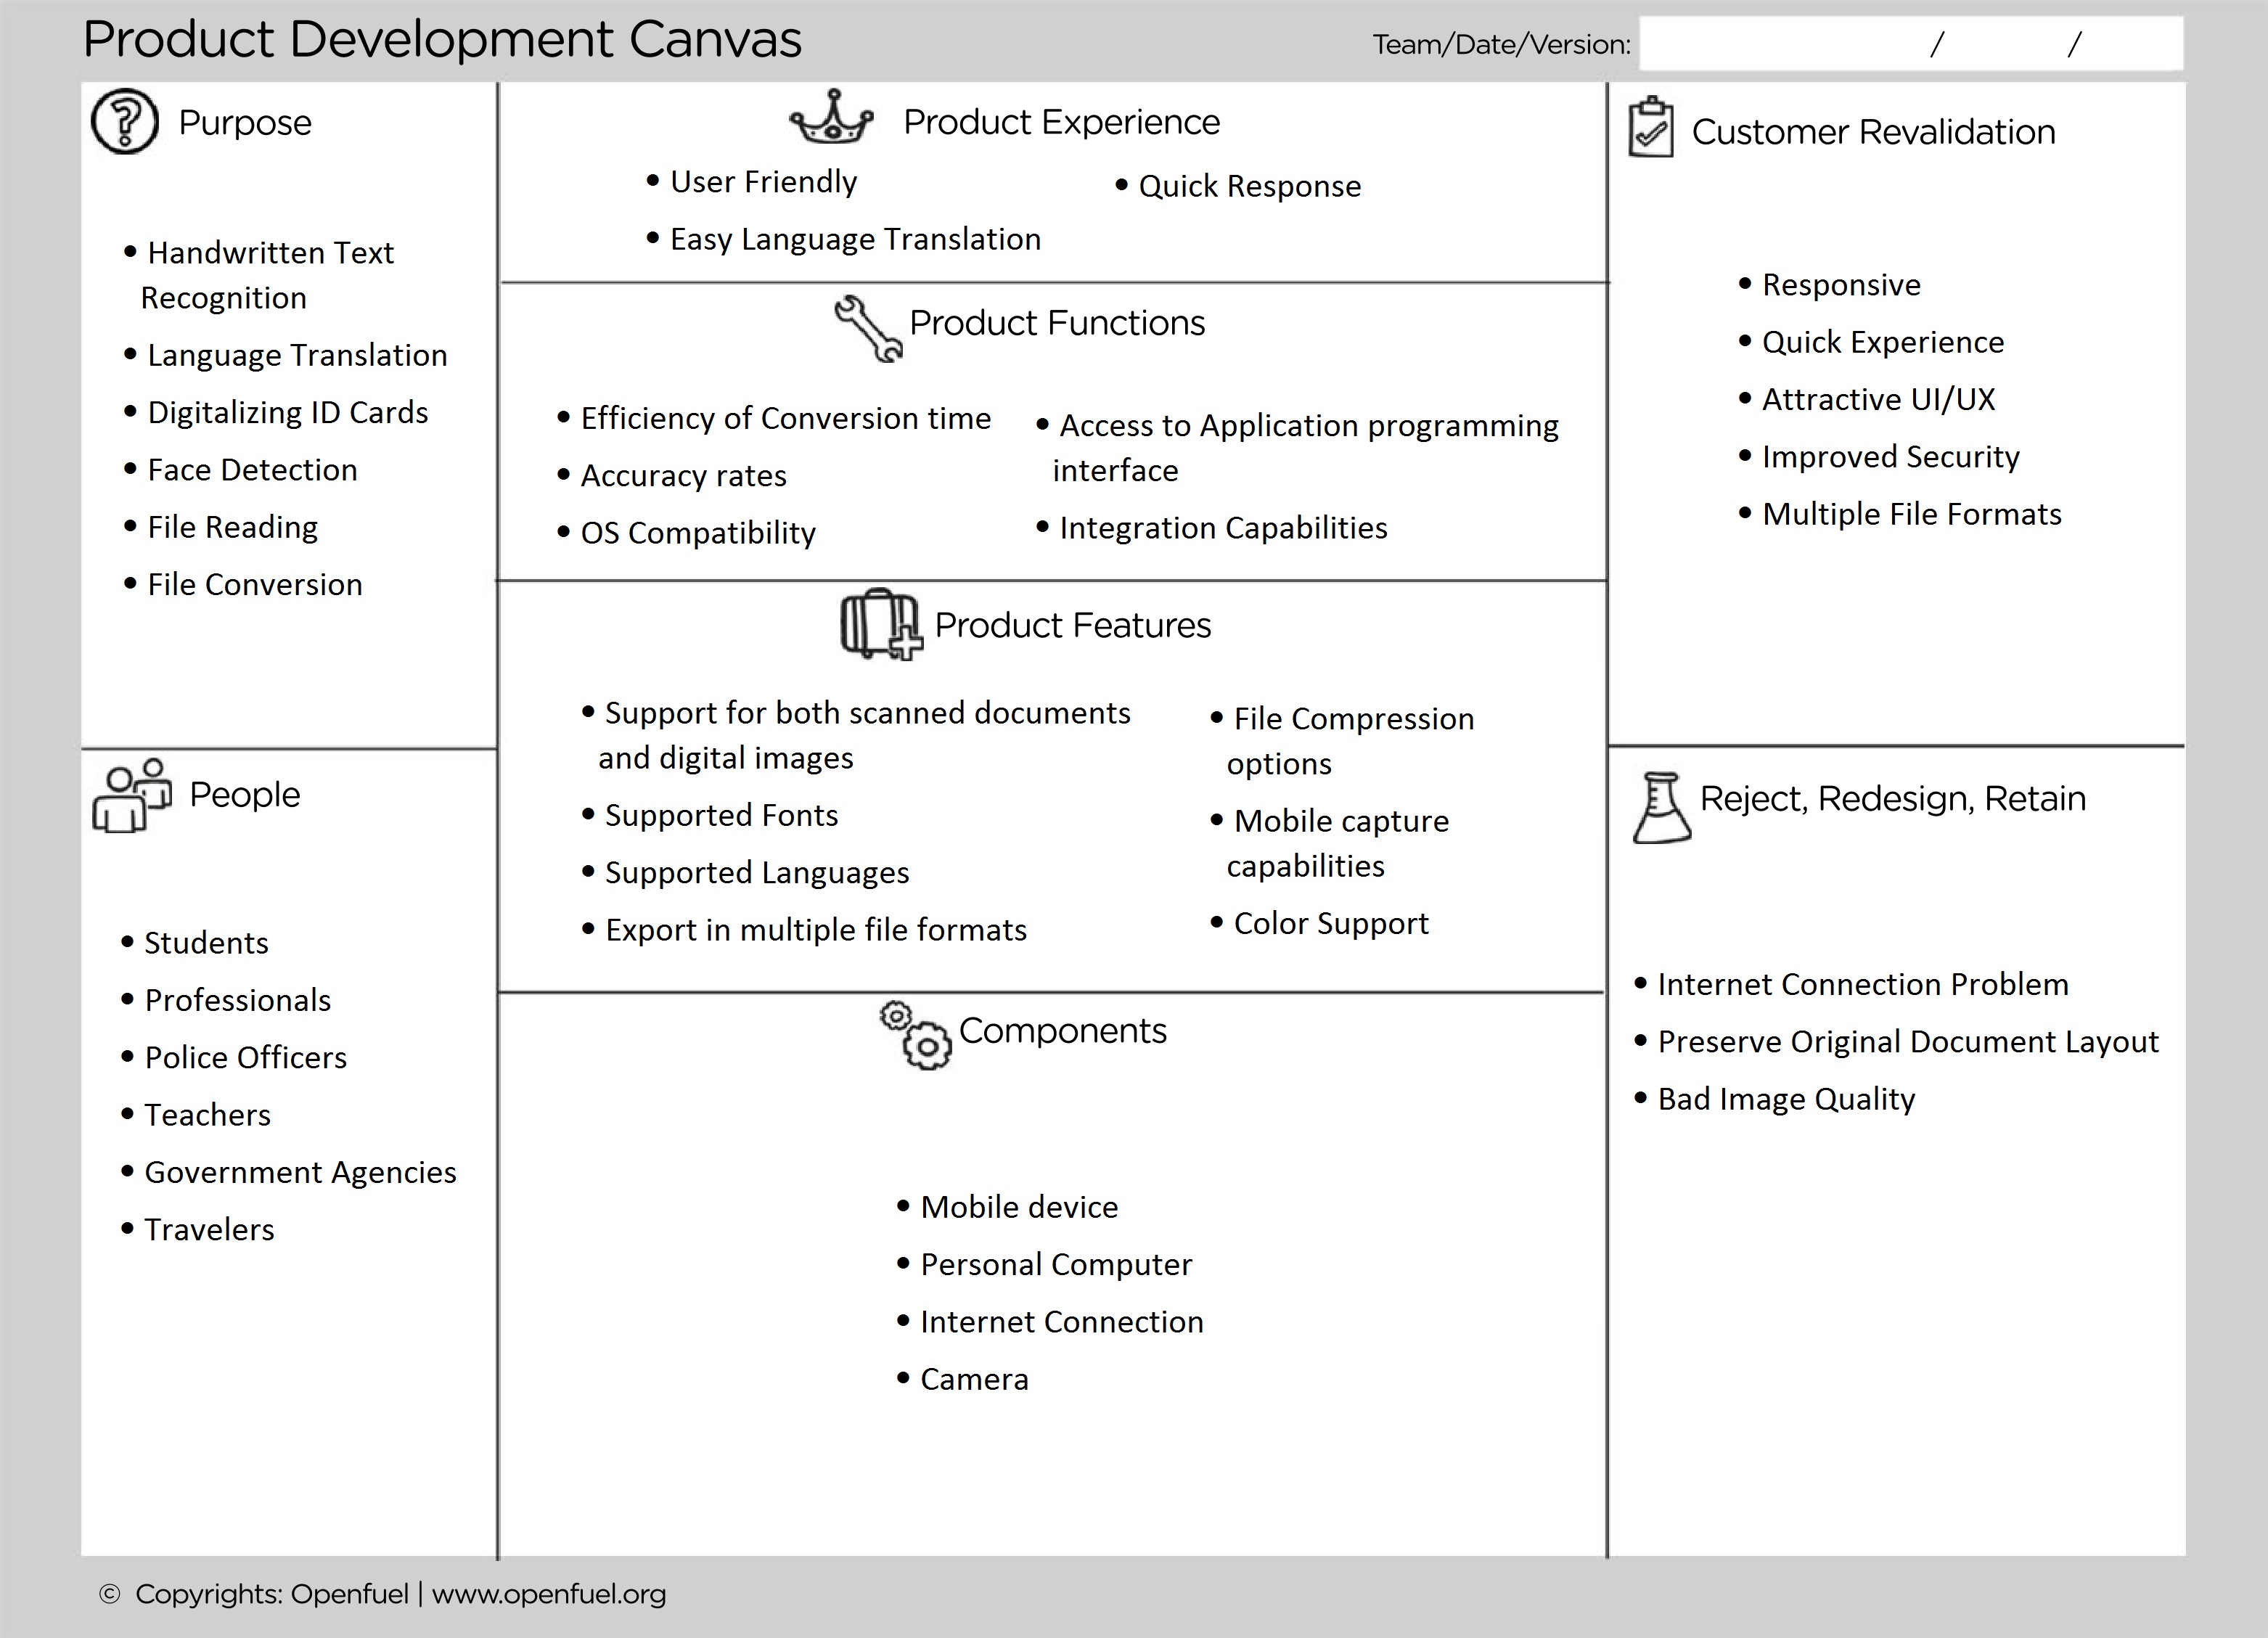 Product Development Canvas
Team/Date/Version: / /
Purpose
• Handwritten Text
Recognition
• Language Translation
• Digitalizing ID Cards
• Face Detection
• File Reading
• File Conversion
People
• Students
• Professionals
• Police Officers
• Teachers
• Government Agencies
• Travelers
Product Experience
• User Friendly
• Easy Language Translation
• Quick Response
Product Functions
• Efficiency of Conversion time
• Accuracy rates
• OS Compatibility
• Access to Application programming
interface
• Integration Capabilities
Product Features
• Support for both scanned documents
and digital images
• Supported Fonts
• Supported Languages
• Export in multiple file formats
• File Compression
options
• Mobile capture
capabilities
• Color Support
Components
• Mobile device
• Personal Computer
• Internet Connection
• Camera
Customer Revalidation
• Responsive
• Quick Experience
• Attractive UI/UX
• Improved Security
• Multiple File Formats
Reject, Redesign, Retain
• Internet Connection Problem
• Preserve Original Document Layout
• Bad Image Quality
© Copyrights: Openfuel | www.openfuel.org